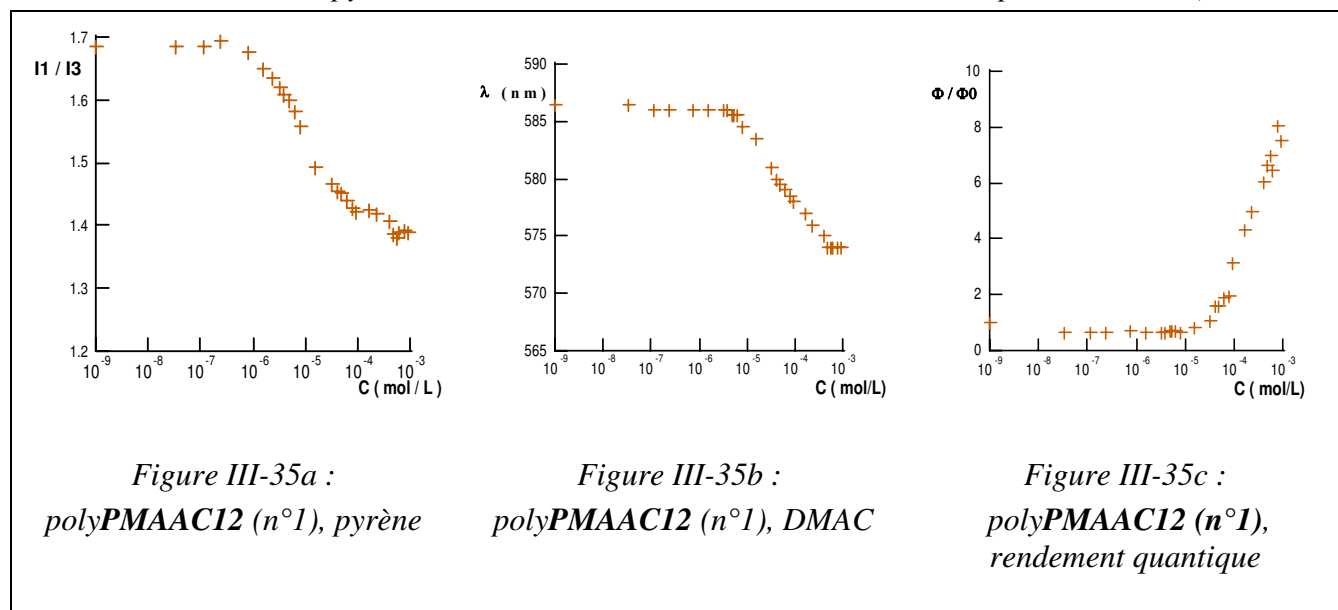 I1 / I3
1.7
1.6
1.5
1.4
1.3
1.2
10⁻⁹ 10⁻⁸ 10⁻⁷ 10⁻⁶ 10⁻⁵ 10⁻⁴ 10⁻³
C ( mol / L )
λ ( n m )
590
585
580
575
570
565
10⁻⁹ 10⁻⁸ 10⁻⁷ 10⁻⁶ 10⁻⁵ 10⁻⁴ 10⁻³
C ( mol/L)
Φ / Φ0
10
8
6
4
2
0
10⁻⁹ 10⁻⁸ 10⁻⁷ 10⁻⁶ 10⁻⁵ 10⁻⁴ 10⁻³
C (mol/L)
Figure III-35a :
polyPMAAC12 (n°1), pyrène
Figure III-35b :
polyPMAAC12 (n°1), DMAC
Figure III-35c :
polyPMAAC12 (n°1),
rendement quantique